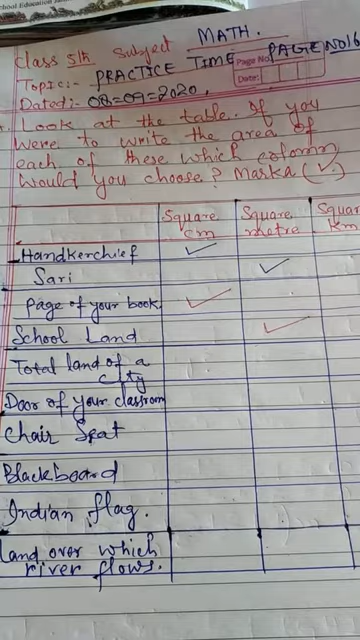 School Education
Class 5th Subject MATH.
Topic:- PRACTICE TIME PAGE NO 16
Page No.
Date:
Dated:- 08-09-2020,
Look at the table. If you
were to write the area of
each of these which column
would you choose? Mark a (✓)
Square cm Square metre Square Km
Handkerchief ✓
Sari ✓
Page of your book ✓
School Land ✓
Total land of a
city
Door of your classroom
Chair Seat
Blackboard
Indian flag.
land over which
river flows.